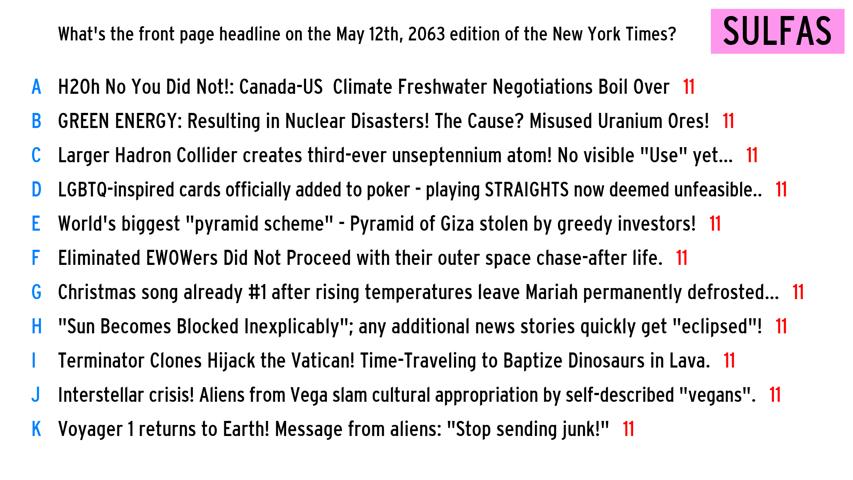 What's the front page headline on the May 12th, 2063 edition of the New York Times?
SULFAS
A H2Oh No You Did Not!: Canada-US Climate Freshwater Negotiations Boil Over 11
B GREEN ENERGY: Resulting in Nuclear Disasters! The Cause? Misused Uranium Ores! 11
C Larger Hadron Collider creates third-ever unseptennium atom! No visible "Use" yet... 11
D LGBTQ-inspired cards officially added to poker - playing STRAIGHTS now deemed unfeasible.. 11
E World's biggest "pyramid scheme" - Pyramid of Giza stolen by greedy investors! 11
F Eliminated EWOWers Did Not Proceed with their outer space chase-after life. 11
G Christmas song already #1 after rising temperatures leave Mariah permanently defrosted... 11
H "Sun Becomes Blocked Inexplicably"; any additional news stories quickly get "eclipsed"! 11
I Terminator Clones Hijack the Vatican! Time-Traveling to Baptize Dinosaurs in Lava. 11
J Interstellar crisis! Aliens from Vega slam cultural appropriation by self-described "vegans". 11
K Voyager 1 returns to Earth! Message from aliens: "Stop sending junk!" 11